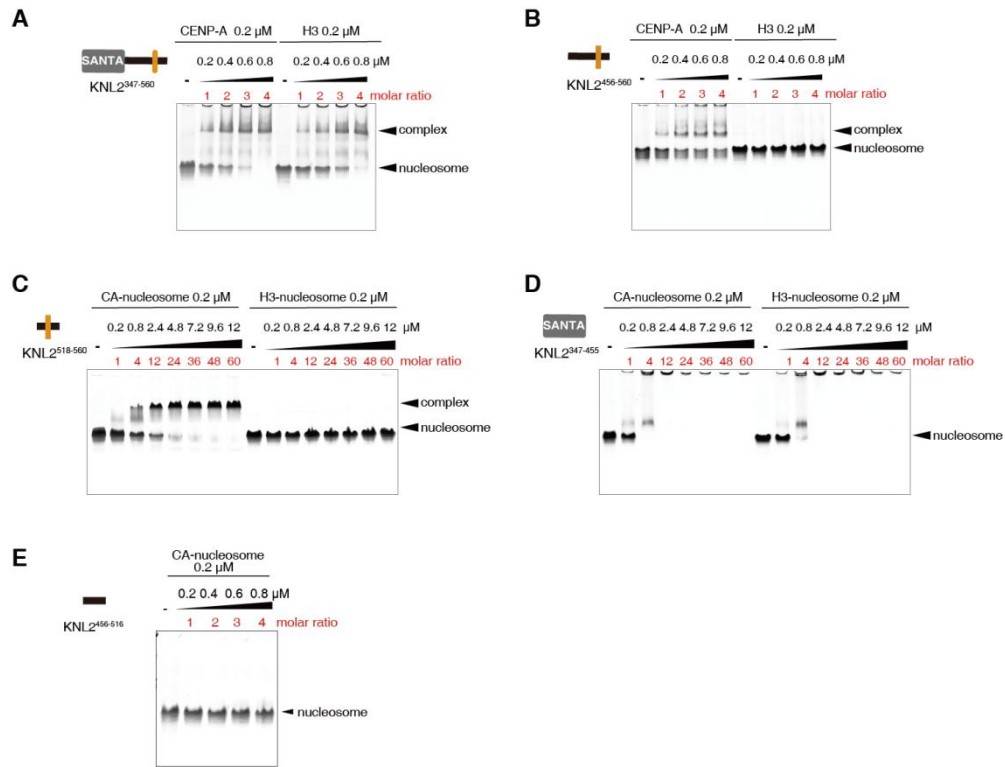 A
CENP-A 0.2 μM H3 0.2 μM
- 0.2 0.4 0.6 0.8 - 0.2 0.4 0.6 0.8 μM
SANTA
KNL2347-560
1 2 3 4 1 2 3 4 molar ratio
complex
nucleosome
B
CENP-A 0.2 μM H3 0.2 μM
- 0.2 0.4 0.6 0.8 - 0.2 0.4 0.6 0.8 μM
KNL2456-560
1 2 3 4 1 2 3 4 molar ratio
complex
nucleosome
C
CA-nucleosome 0.2 μM H3-nucleosome 0.2 μM
- 0.2 0.8 2.4 4.8 7.2 9.6 12 - 0.2 0.8 2.4 4.8 7.2 9.6 12 μM
KNL2518-560
1 4 12 24 36 48 60 1 4 12 24 36 48 60 molar ratio
complex
nucleosome
D
CA-nucleosome 0.2 μM H3-nucleosome 0.2 μM
- 0.2 0.8 2.4 4.8 7.2 9.6 12 - 0.2 0.8 2.4 4.8 7.2 9.6 12 μM
SANTA
KNL2347-455
1 4 12 24 36 48 60 1 4 12 24 36 48 60 molar ratio
nucleosome
E
CA-nucleosome
0.2 μM
- 0.2 0.4 0.6 0.8 μM
KNL2456-516
1 2 3 4 molar ratio
nucleosome